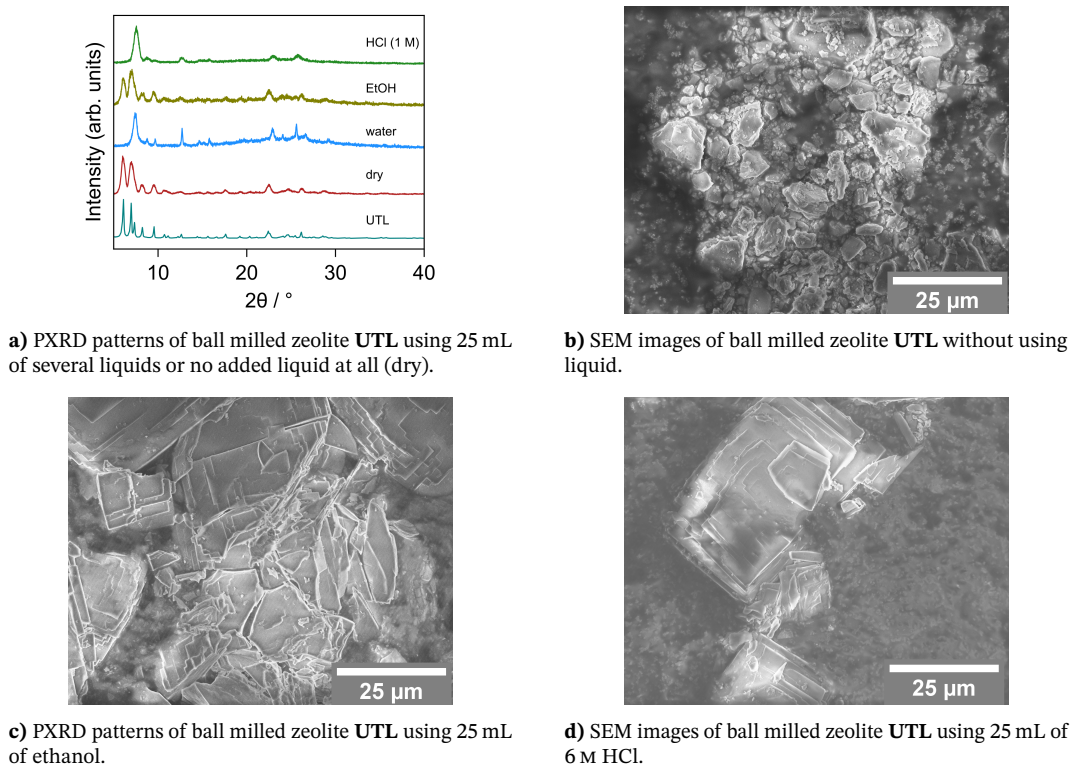 Intensity (arb. units)
HCl (1 M)
EtOH
water
dry
UTL
10 20 30 40
2θ / °
25 µm
a) PXRD patterns of ball milled zeolite UTL using 25 mL
of several liquids or no added liquid at all (dry).
b) SEM images of ball milled zeolite UTL without using
liquid.
25 µm
25 µm
c) PXRD patterns of ball milled zeolite UTL using 25 mL
of ethanol.
d) SEM images of ball milled zeolite UTL using 25 mL of
6 M HCl.